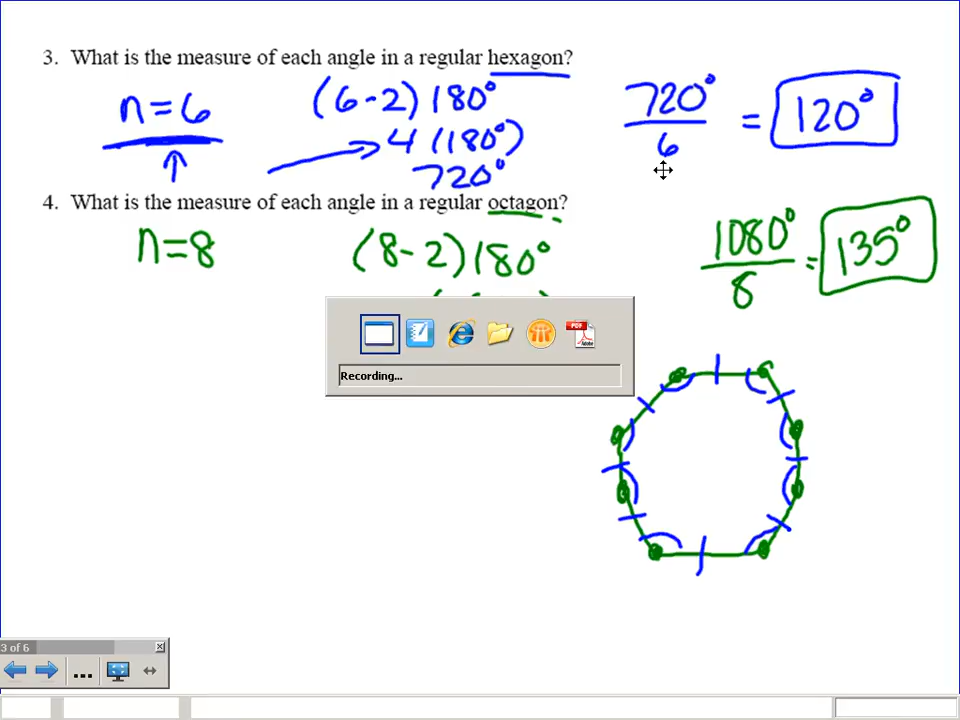 3. What is the measure of each angle in a regular hexagon?
n=6
(6-2)180°
4(180°)
720°
720°
6
= 120°
4. What is the measure of each angle in a regular octagon?
n=8
(8-2)180°
1080°
8
= 135°
PDF
Adobe
Recording...
3 of 6
...